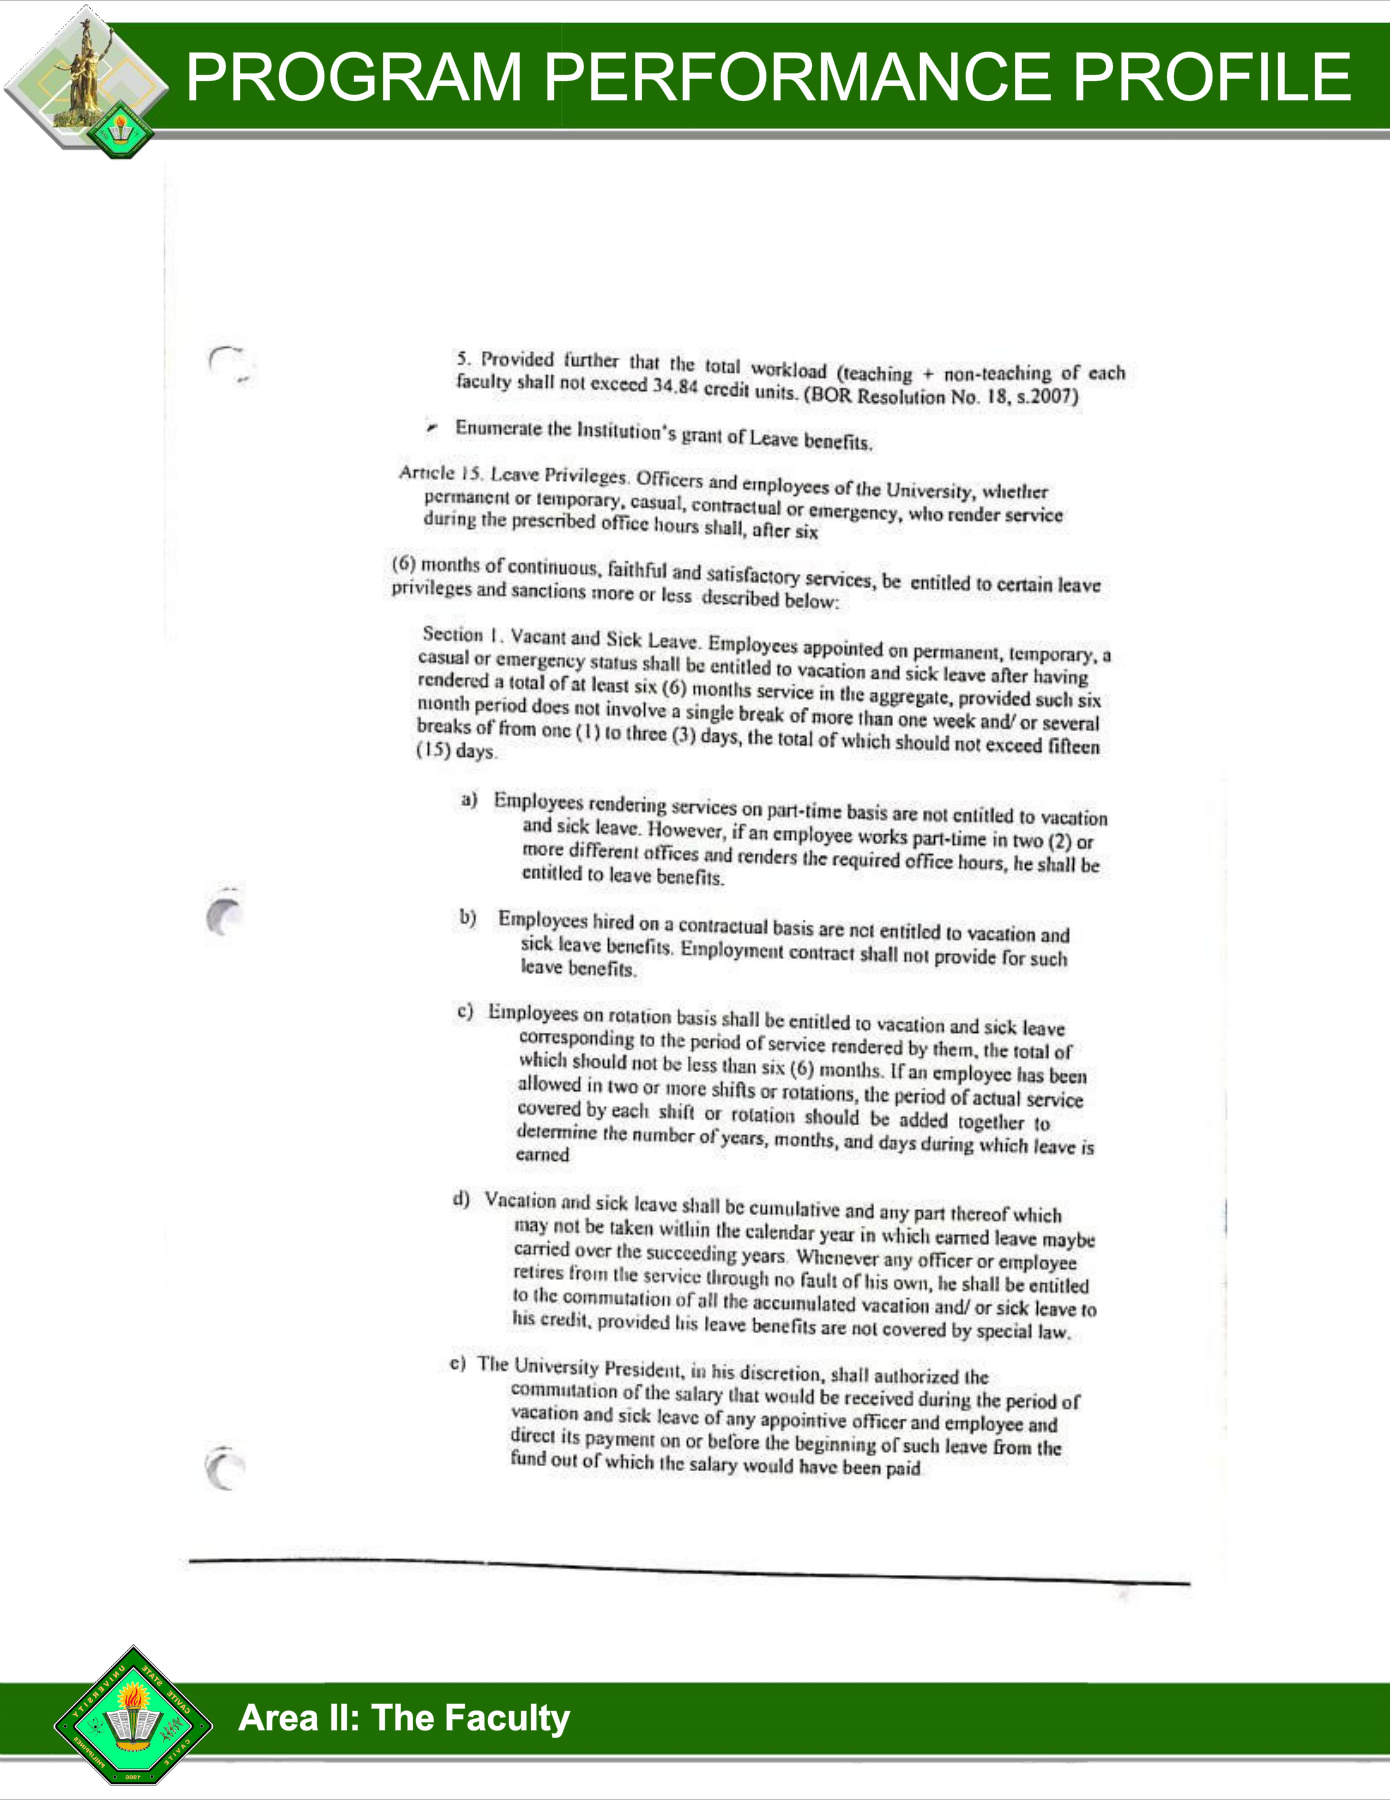 PROGRAM PERFORMANCE PROFILE
5. Provided further that the total workload (teaching + non-teaching of each
faculty shall not exceed 34.84 credit units. (BOR Resolution No. 18, s.2007)
➢ Enumerate the Institution's grant of Leave benefits.
Article 15. Leave Privileges. Officers and employees of the University, whether
permanent or temporary, casual, contractual or emergency, who render service
during the prescribed office hours shall, after six
(6) months of continuous, faithful and satisfactory services, be entitled to certain leave
privileges and sanctions more or less described below:
Section 1. Vacant and Sick Leave. Employees appointed on permanent, temporary, a
casual or emergency status shall be entitled to vacation and sick leave after having
rendered a total of at least six (6) months service in the aggregate, provided such six
month period does not involve a single break of more than one week and/ or several
breaks of from one (1) to three (3) days, the total of which should not exceed fifteen
(15) days.
a) Employees rendering services on part-time basis are not entitled to vacation
and sick leave. However, if an employee works part-time in two (2) or
more different offices and renders the required office hours, he shall be
entitled to leave benefits.
b) Employees hired on a contractual basis are not entitled to vacation and
sick leave benefits. Employment contract shall not provide for such
leave benefits.
c) Employees on rotation basis shall be entitled to vacation and sick leave
corresponding to the period of service rendered by them, the total of
which should not be less than six (6) months. If an employee has been
allowed in two or more shifts or rotations, the period of actual service
covered by each shift or rotation should be added together to
determine the number of years, months, and days during which leave is
earned
d) Vacation and sick leave shall be cumulative and any part thereof which
may not be taken within the calendar year in which earned leave maybe
carried over the succeeding years. Whenever any officer or employee
retires from the service through no fault of his own, he shall be entitled
to the commutation of all the accumulated vacation and/ or sick leave to
his credit, provided his leave benefits are not covered by special law.
e) The University President, in his discretion, shall authorized the
commutation of the salary that would be received during the period of
vacation and sick leave of any appointive officer and employee and
direct its payment on or before the beginning of such leave from the
fund out of which the salary would have been paid
CAVITE STATE UNIVERSITY
CAVITE PHILIPPINES
1906
Area II: The Faculty